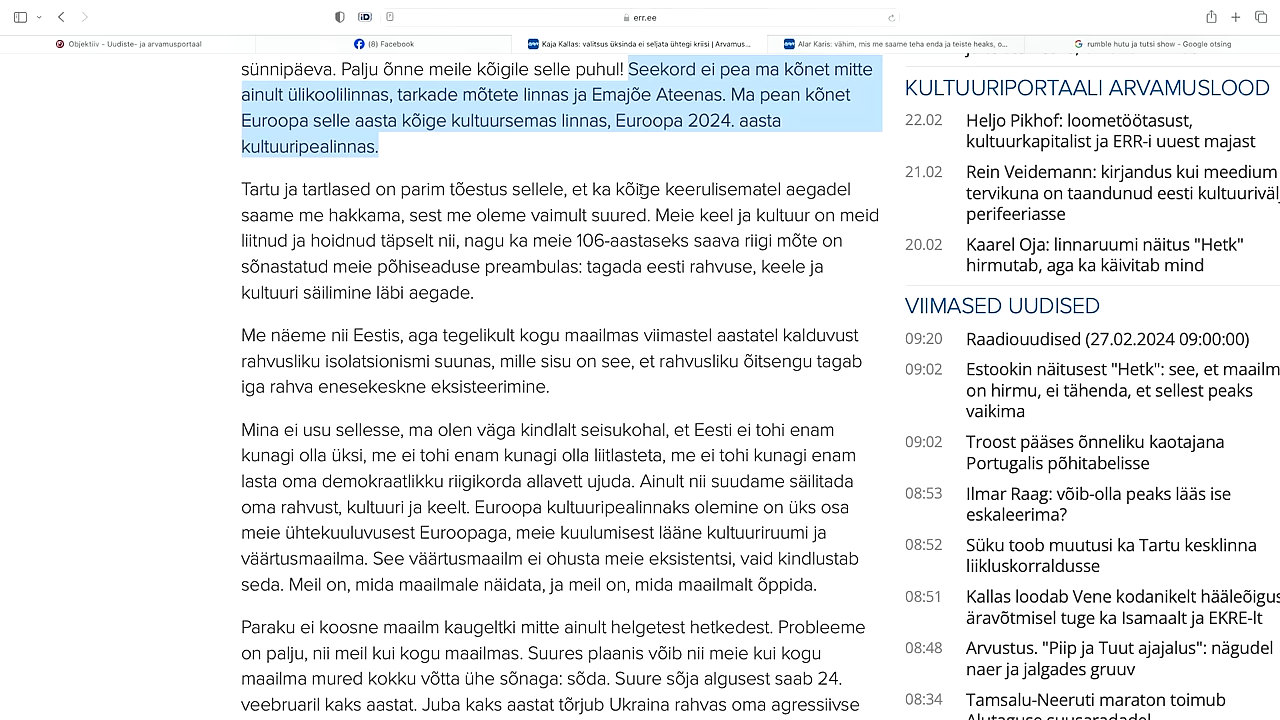 err.ee
Objektiiv - Uudiste- ja arvamusportaal
(8) Facebook
Kaja Kallas: valitsus üksinda ei seljata ühtegi kriisi | Arvamus...
Alar Karis: vähim, mis me saame teha enda ja teiste heaks, o...
rumble hutu ja tutsi show - Google otsing
sünnipäeva. Palju õnne meile kõigile selle puhul! Seekord ei pea ma kõnet mitte
ainult ülikoolilinnas, tarkade mõtete linnas ja Emajõe Ateenas. Ma pean kõnet
Euroopa selle aasta kõige kultuursemas linnas, Euroopa 2024. aasta
kultuuripealinnas.
Tartu ja tartlased on parim tõestus sellele, et ka kõige keerulisematel aegadel
saame me hakkama, sest me oleme vaimult suured. Meie keel ja kultuur on meid
liitnud ja hoidnud täpselt nii, nagu ka meie 106-aastaseks saava riigi mõte on
sõnastatud meie põhiseaduse preambulas: tagada eesti rahvuse, keele ja
kultuuri säilimine läbi aegade.
Me näeme nii Eestis, aga tegelikult kogu maailmas viimastel aastatel kalduvust
rahvusliku isolatsionismi suunas, mille sisu on see, et rahvusliku õitsengu tagab
iga rahva enesekeskne eksisteerimine.
Mina ei usu sellesse, ma olen väga kindlalt seisukohal, et Eesti ei tohi enam
kunagi olla üksi, me ei tohi enam kunagi olla liitlasteta, me ei tohi kunagi enam
lasta oma demokraatlikku riigikorda allavett ujuda. Ainult nii suudame säilitada
oma rahvust, kultuuri ja keelt. Euroopa kultuuripealinnaks olemine on üks osa
meie ühtekuuluvusest Euroopaga, meie kuulumisest lääne kultuuriruumi ja
väärtusmaailma. See väärtusmaailm ei ohusta meie eksistentsi, vaid kindlustab
seda. Meil on, mida maailmale näidata, ja meil on, mida maailmalt õppida.
Paraku ei koosne maailm kaugeltki mitte ainult helgetest hetkedest. Probleeme
on palju, nii meil kui kogu maailmas. Suures plaanis võib nii meie kui kogu
maailma mured kokku võtta ühe sõnaga: sõda. Suure sõja algusest saab 24.
veebruaril kaks aastat. Juba kaks aastat tõrjub Ukraina rahvas oma agressiivse
KULTUURIPORTAALI ARVAMUSLOOD
22.02 Heljo Pikhof: loometöötasust,
kultuurkapitalist ja ERR-i uuest majast
21.02 Rein Veidemann: kirjandus kui meedium
tervikuna on taandunud eesti kultuurivälj
perifeeriasse
20.02 Kaarel Oja: linnaruumi näitus "Hetk"
hirmutab, aga ka käivitab mind
VIIMASED UUDISED
09:20 Raadiouudised (27.02.2024 09:00:00)
09:02 Estookin näitusest "Hetk": see, et maailm
on hirmu, ei tähenda, et sellest peaks
vaikima
09:02 Troost pääses õnneliku kaotajana
Portugalis põhitabelisse
08:53 Ilmar Raag: võib-olla peaks lääs ise
eskaleerima?
08:52 Süku toob muutusi ka Tartu kesklinna
liikluskorraldusse
08:51 Kallas loodab Vene kodanikelt hääleõigus
äravõtmisel tuge ka Isamaalt ja EKRE-lt
08:48 Arvustus. "Piip ja Tuut ajajalus": nägudel
naer ja jalgades gruuv
08:34 Tamsalu-Neeruti maraton toimub
Alutaguse suusaradadel